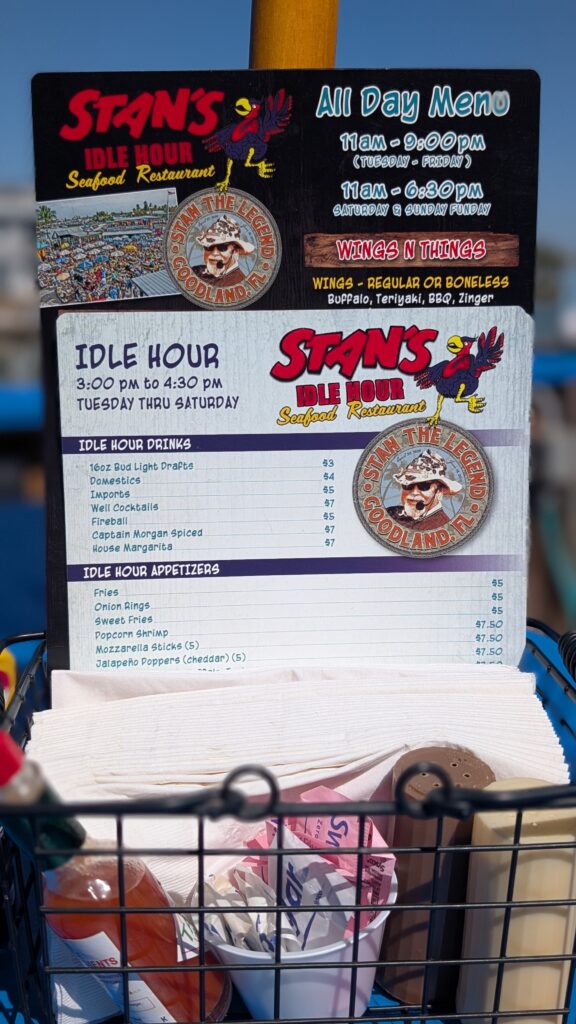 STAN'S
IDLE HOUR
Seafood Restaurant
STAN THE LEGEND
GOODLAND, FL
All Day Menu
11am - 9:00pm
(TUESDAY - FRIDAY)
11am - 6:30pm
SATURDAY & SUNDAY FUNDAY
WINGS N THINGS
WINGS - REGULAR OR BONELESS
Buffalo, Teriyaki, BBQ, Zinger
IDLE HOUR
3:00 pm to 4:30 pm
TUESDAY THRU SATURDAY
STAN'S
IDLE HOUR
Seafood Restaurant
STAN THE LEGEND
GOODLAND, FL
IDLE HOUR DRINKS
16oz Bud Light Drafts $3
Domestics $4
Imports $5
Well Cocktails $7
Fireball $5
Captain Morgan Spiced $7
House Margarita $7
IDLE HOUR APPETIZERS
Fries $5
Onion Rings $5
Sweet Fries $5
Popcorn Shrimp $7.50
Mozzarella Sticks (5) $7.50
Jalapeño Poppers (cheddar) (5) $7.50